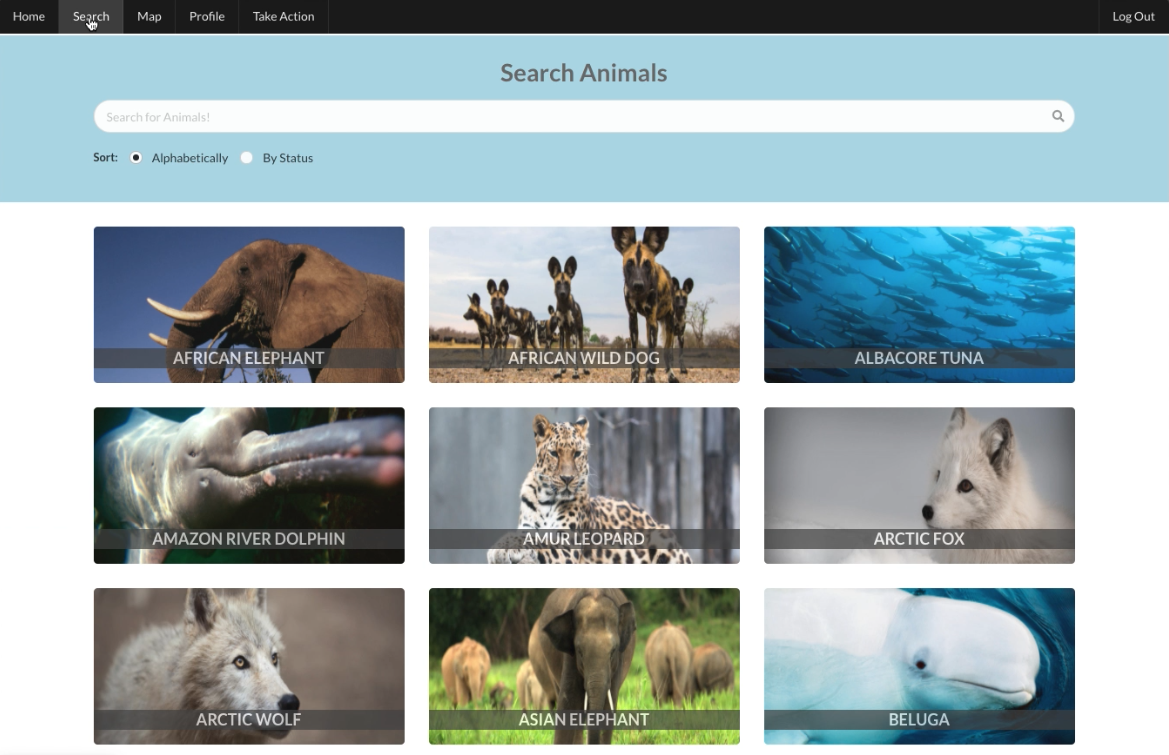 Home Search Map Profile Take Action Log Out
Search Animals
Search for Animals!
Sort: Alphabetically By Status
AFRICAN ELEPHANT AFRICAN WILD DOG ALBACORE TUNA
AMAZON RIVER DOLPHIN AMUR LEOPARD ARCTIC FOX
ARCTIC WOLF ASIAN ELEPHANT BELUGA